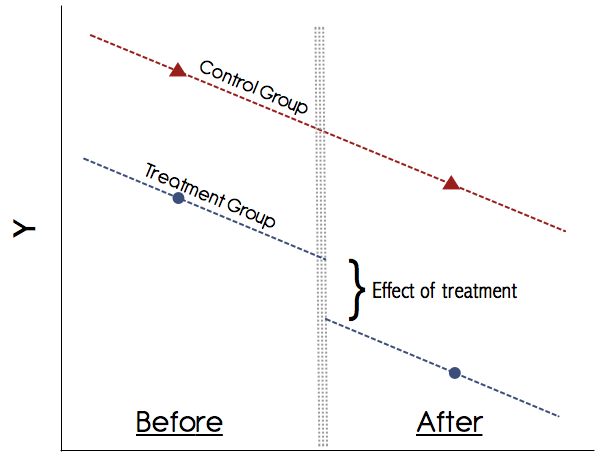 Control Group
Treatment Group
Y
Effect of treatment
Before
After